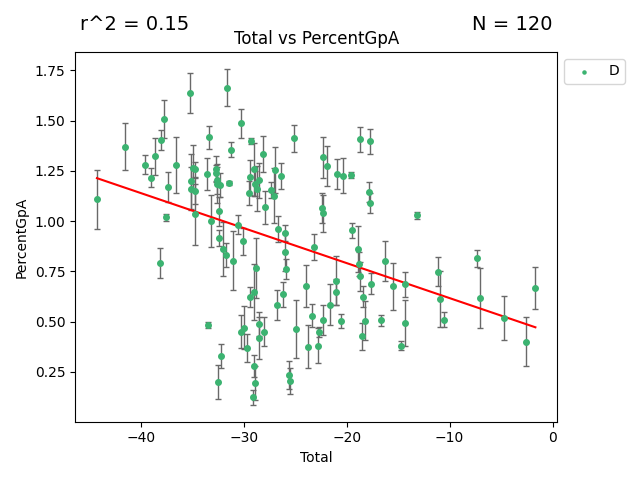 r^2 = 0.15
N = 120
Total vs PercentGpA
D
PercentGpA
1.75
1.50
1.25
1.00
0.75
0.50
0.25
−40
−30
−20
−10
0
Total